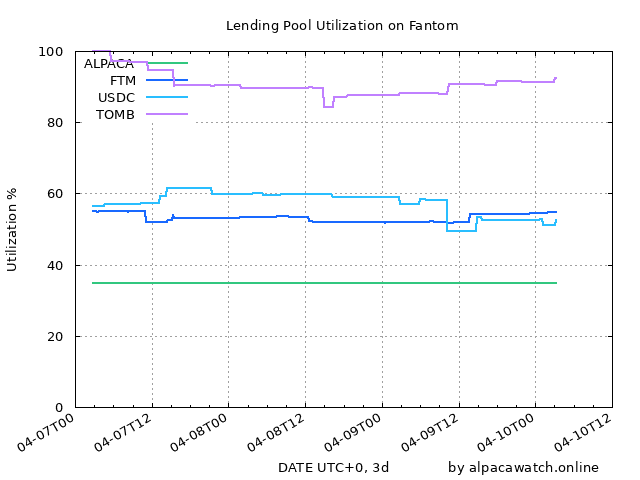 Lending Pool Utilization on Fantom
100
80
60
40
20
0
Utilization %
ALPACA
FTM
USDC
TOMB
04-07T00
04-07T12
04-08T00
04-08T12
04-09T00
04-09T12
04-10T00
04-10T12
DATE UTC+0, 3d
by alpacawatch.online